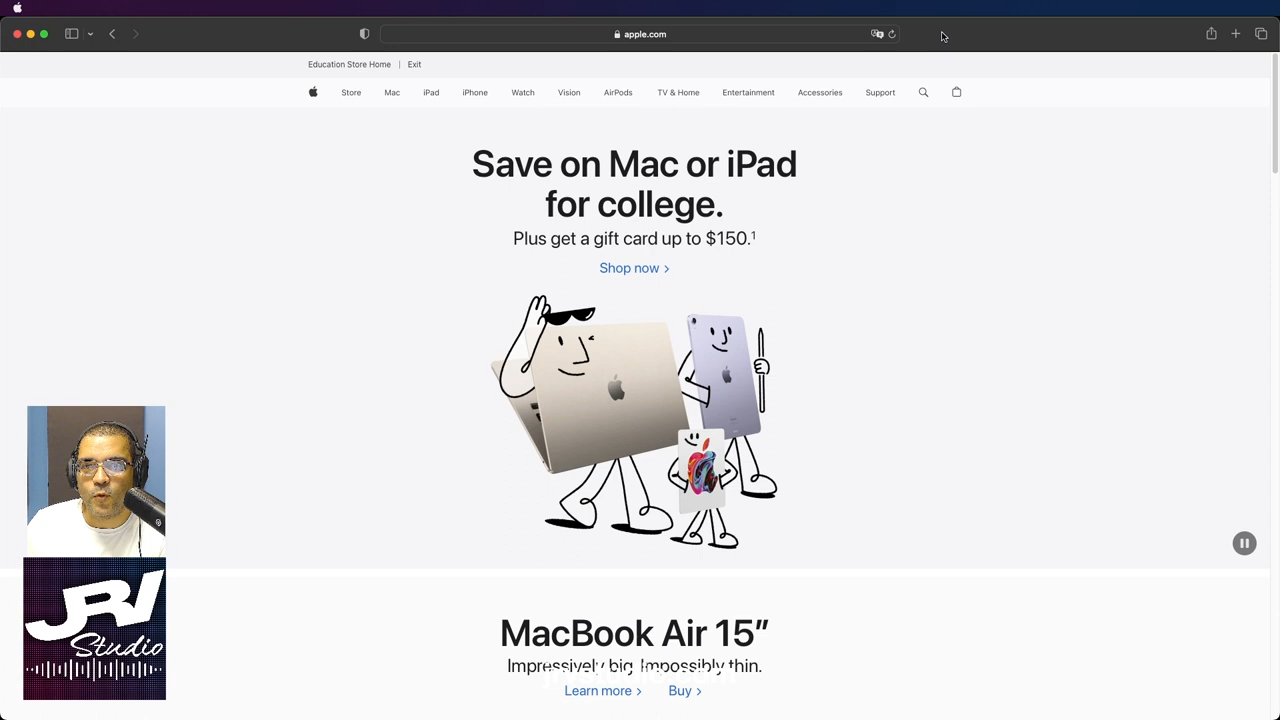 apple.com
Education Store Home | Exit
Store Mac iPad iPhone Watch Vision AirPods TV & Home Entertainment Accessories Support
Save on Mac or iPad
for college.
Plus get a gift card up to $150.¹
Shop now >
JRV
Studio
MacBook Air 15”
Impressively big. Impossibly thin.
Learn more > Buy >